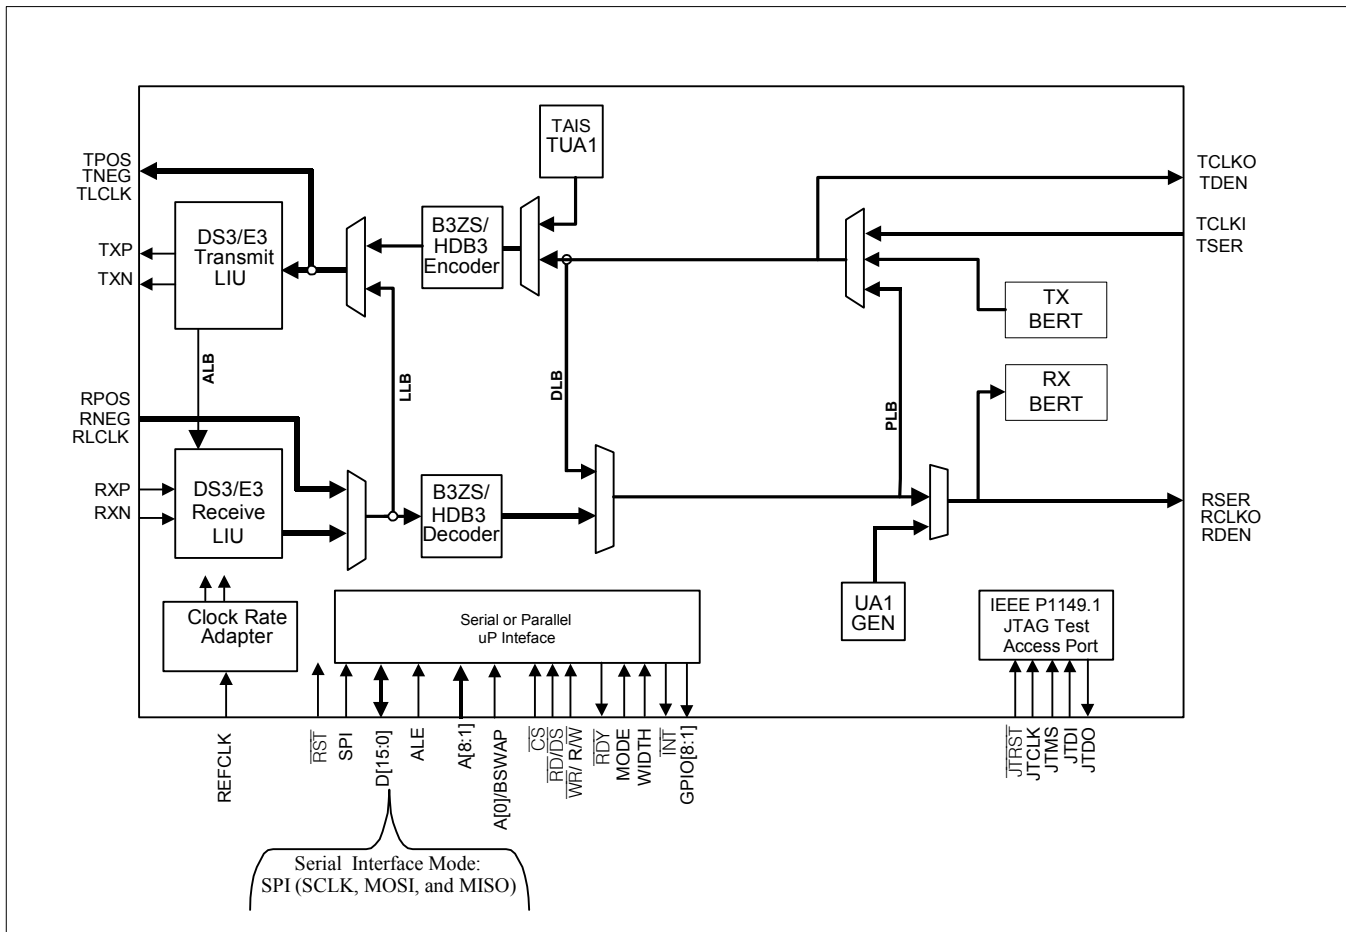 TAIS
TUA1
TPOS
TNEG
TLCLK
TCLKO
TDEN
TCLKI
TSER
TXP
TXN
DS3/E3
Transmit
LIU
B3ZS/
HDB3
Encoder
TX
BERT
RX
BERT
ALB
LLB
DLB
PLB
RPOS
RNEG
RLCLK
RXP
RXN
DS3/E3
Receive
LIU
B3ZS/
HDB3
Decoder
RSER
RCLKO
RDEN
Clock Rate
Adapter
Serial or Parallel
uP Inteface
UA1
GEN
IEEE P1149.1
JTAG Test
Access Port
REFCLK
RST
SPI
D[15:0]
ALE
A[8:1]
A[0]/BSWAP
CS
RD/DS
WR/ R/W
RDY
MODE
WIDTH
INT
GPIO[8:1]
JTRST
JTCLK
JTMS
JTDI
JTDO
Serial Interface Mode:
SPI (SCLK, MOSI, and MISO)